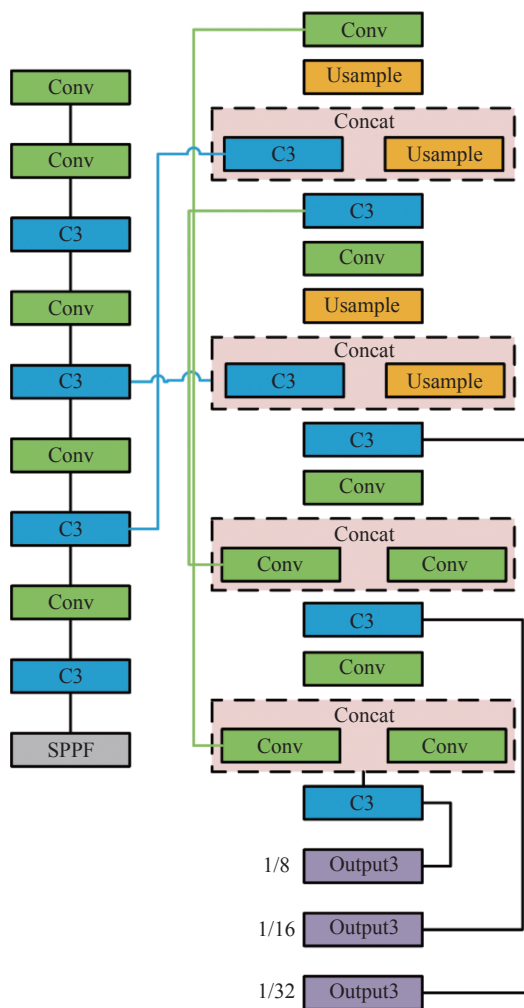 Conv
Conv
C3
Conv
C3
Conv
C3
Conv
C3
SPPF
Conv
Usample
Concat
C3 Usample
C3
Conv
Usample
Concat
C3 Usample
C3
Conv
Concat
Conv Conv
C3
Conv
Concat
Conv Conv
C3
1/8 Output3
1/16 Output3
1/32 Output3